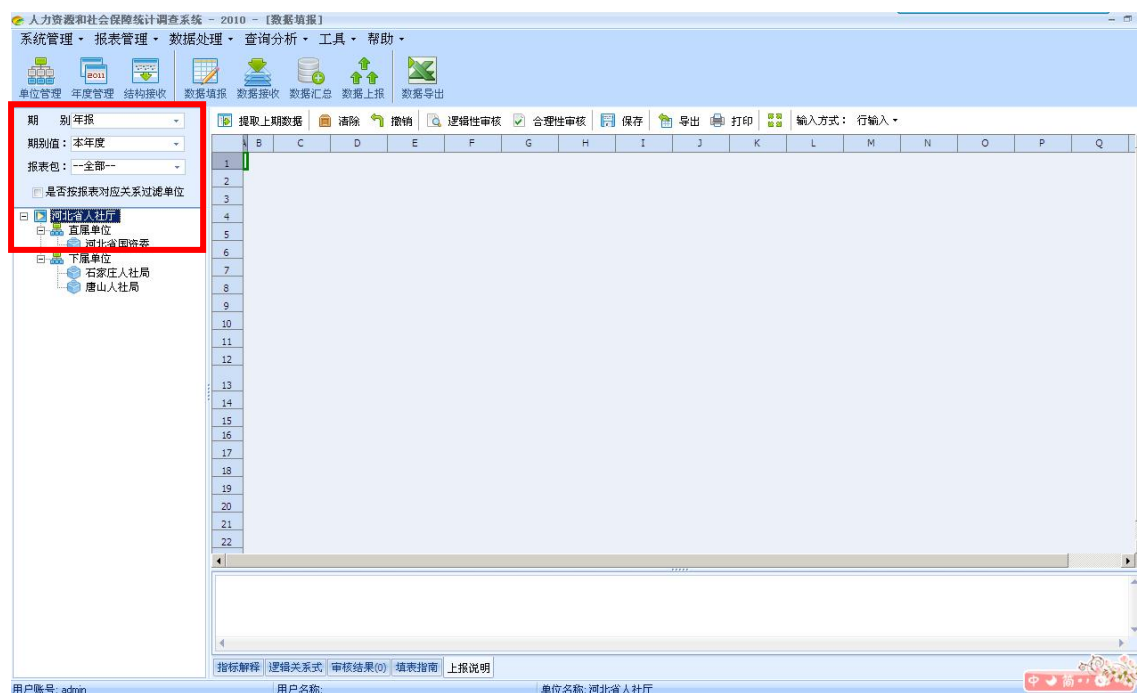 人力资源和社会保障统计调查系统 - 2010 - [数据填报]
系统管理 报表管理 数据处理 查询分析 工具 帮助
2011
单位管理 年度管理 结构接收 数据填报 数据接收 数据汇总 数据上报 数据导出
期 别 年报
提取上期数据 清除 撤销 逻辑性审核 合理性审核 保存 导出 打印 输入方式: 行输入
期别值: 本年度
报表包: --全部--
是否按报表对应关系过滤单位
A B C D E F G H I J K L M N O P Q
1
2
3
4
5
6
7
8
9
10
11
12
13
14
15
16
17
18
19
20
21
22
河北省人社厅
直属单位
河北省国资委
下属单位
石家庄人社局
唐山人社局
指标解释 逻辑关系式 审核结果(0) 填表指南 上报说明
用户账号: admin 用户名称: 单位名称: 河北省人社厅
中 简